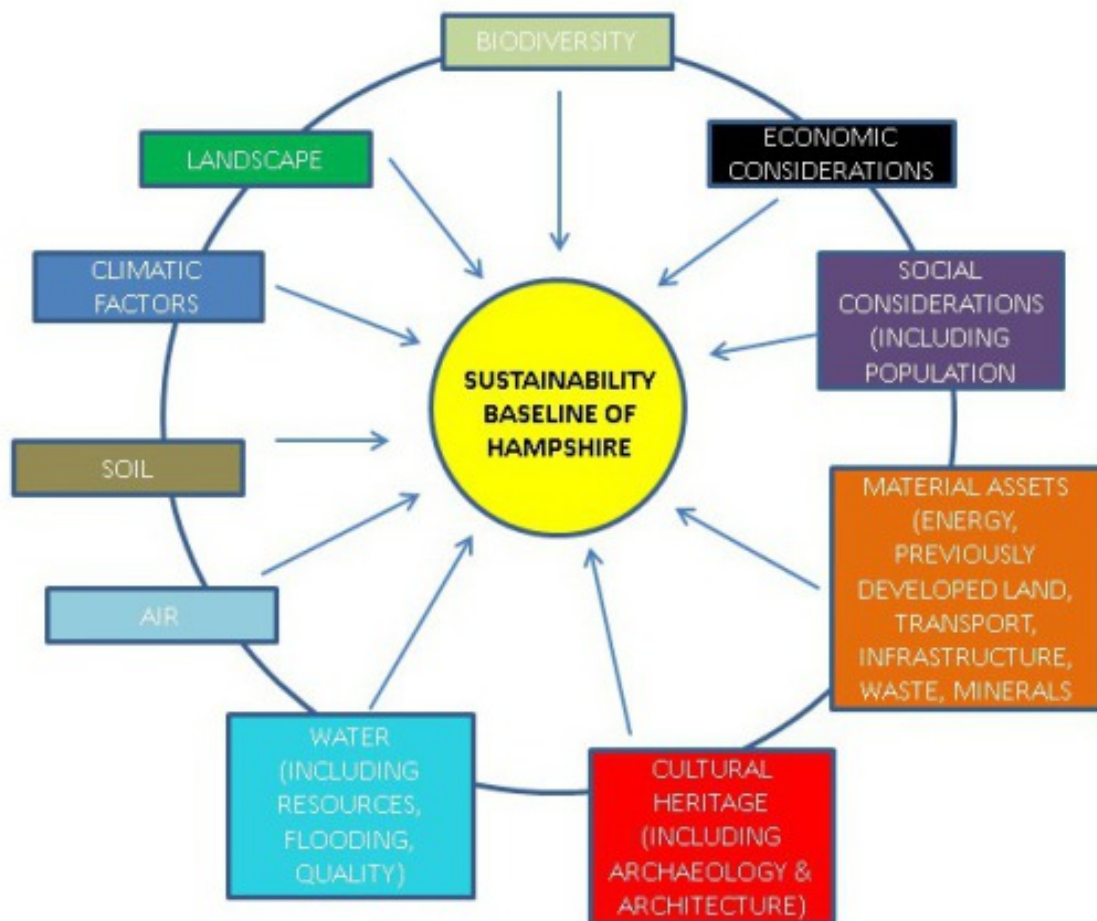 BIODIVERSITY
ECONOMIC
CONSIDERATIONS
LANDSCAPE
CLIMATIC
FACTORS
SOCIAL
CONSIDERATIONS
(INCLUDING
POPULATION
SUSTAINABILITY
BASELINE OF
HAMPSHIRE
SOIL
MATERIAL ASSETS
(ENERGY,
PREVIOUSLY
DEVELOPED LAND,
TRANSPORT,
INFRASTRUCTURE,
WASTE, MINERALS
AIR
WATER
(INCLUDING
RESOURCES,
FLOODING,
QUALITY)
CULTURAL
HERITAGE
(INCLUDING
ARCHAEOLOGY &
ARCHITECTURE)